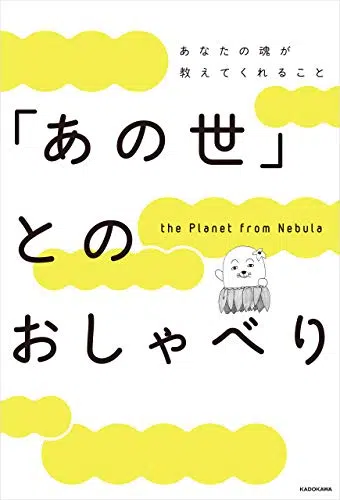 あなたの魂が
教えてくれること
「あの世」
との
the Planet from Nebula
おしゃべり
KADOKAWA